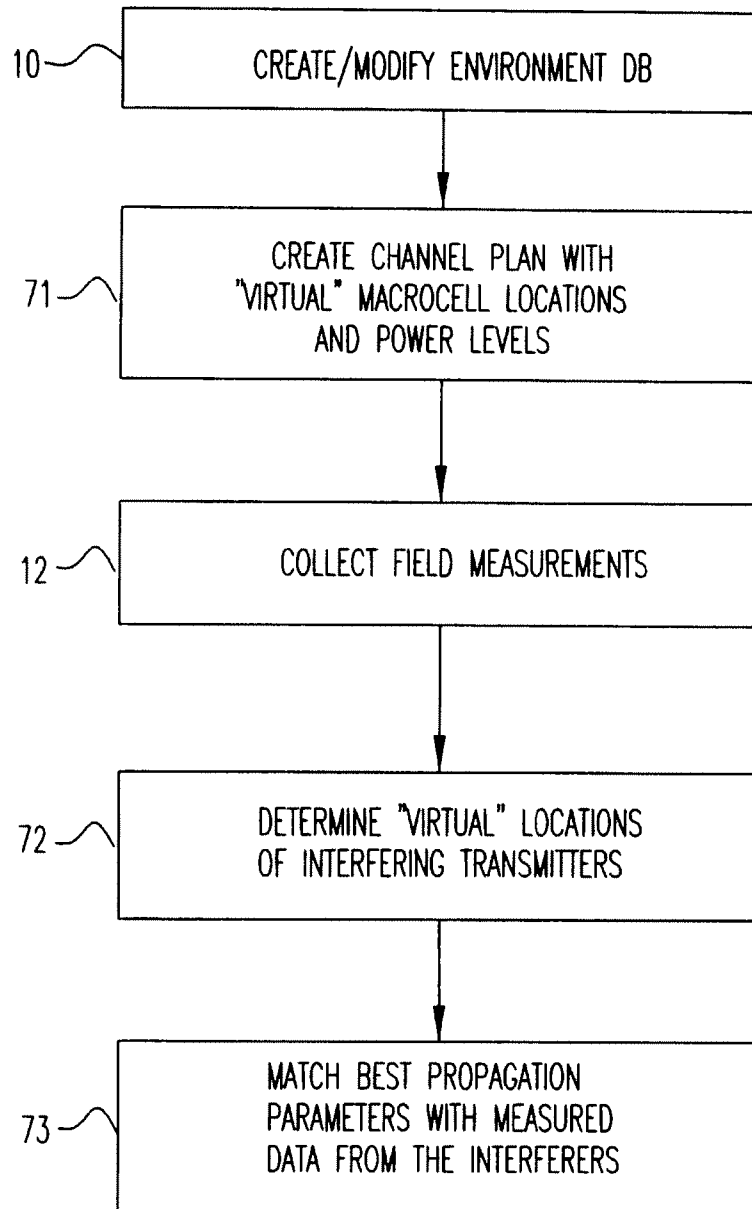 10
CREATE/MODIFY ENVIRONMENT DB
71
CREATE CHANNEL PLAN WITH
"VIRTUAL" MACROCELL LOCATIONS
AND POWER LEVELS
12
COLLECT FIELD MEASUREMENTS
72
DETERMINE "VIRTUAL" LOCATIONS
OF INTERFERING TRANSMITTERS
73
MATCH BEST PROPAGATION
PARAMETERS WITH MEASURED
DATA FROM THE INTERFERERS